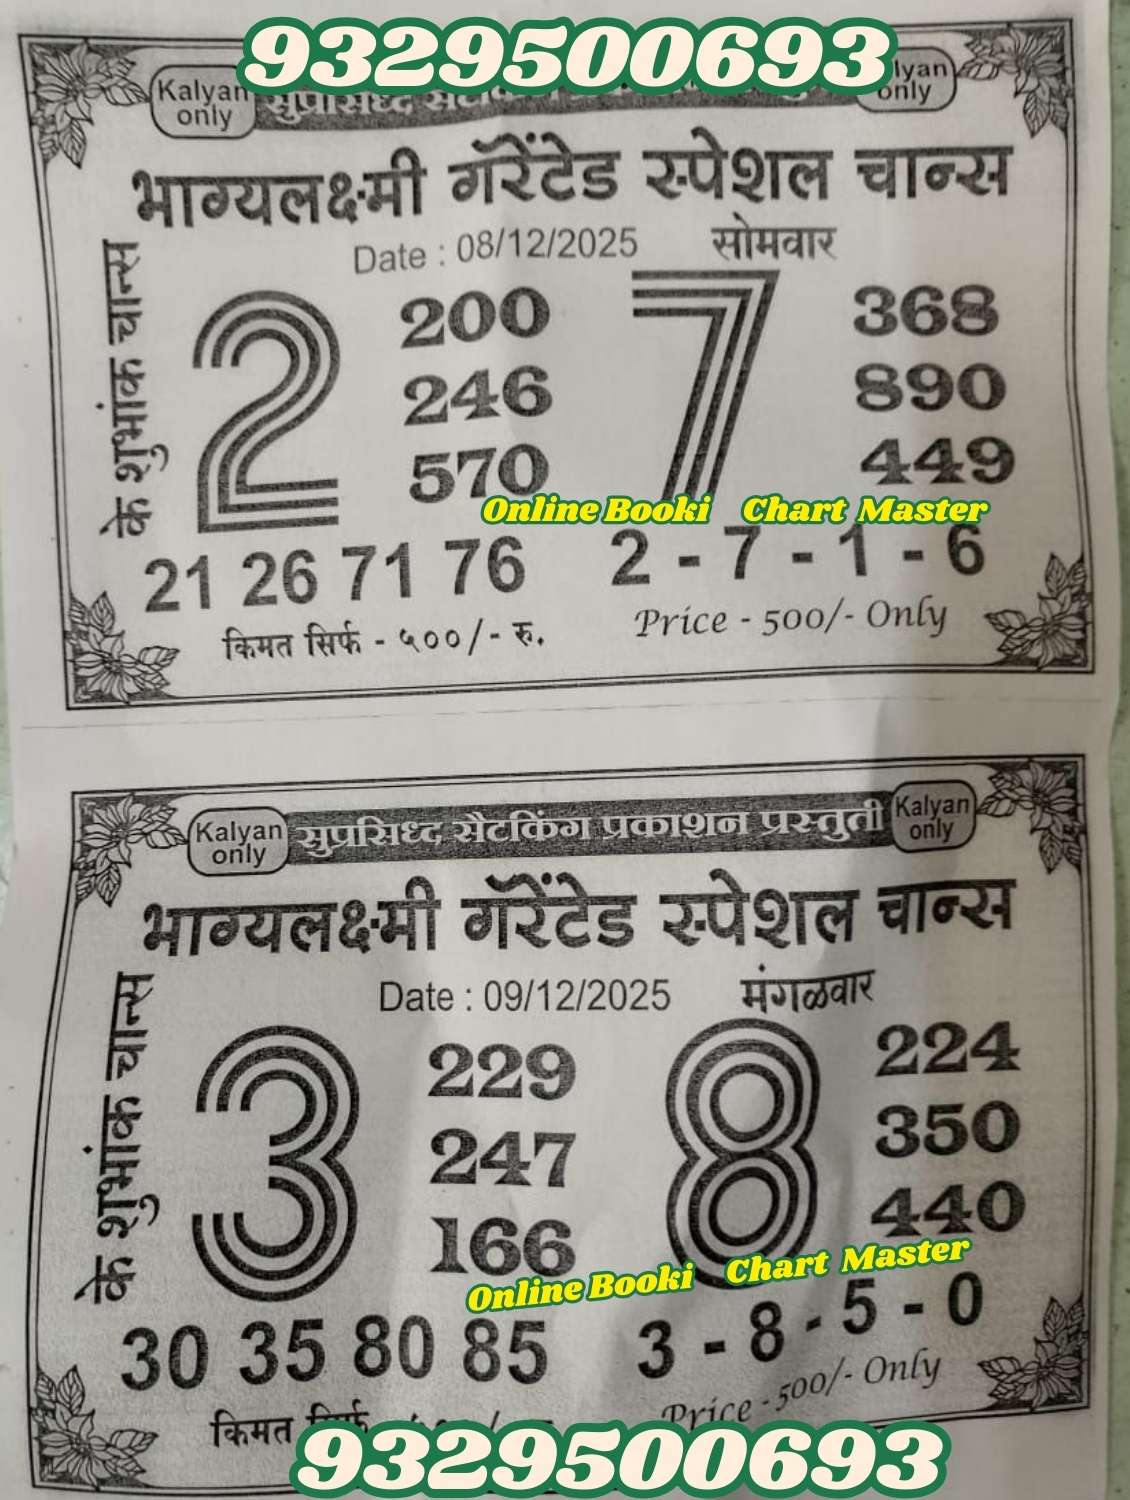 9329500693
Kalyan only
सुप्रसिध्द
lyan only
भाग्यलक्ष्मी गॅरेंटेड स्पेशल चान्स
Date : 08/12/2025 सोमवार
के शुभांक चान्स
2 7
200 368
246 890
570 449
Online Booki Chart Master
21 26 71 76 2 - 7 - 1 - 6
किमत सिर्फ - ५००/- रु. Price - 500/- Only
Kalyan only
सुप्रसिध्द सैटकिंग प्रकाशन प्रस्तुती
Kalyan only
भाग्यलक्ष्मी गॅरेंटेड स्पेशल चान्स
Date : 09/12/2025 मंगळवार
के शुभांक चान्स
3 8
229 224
247 350
166 440
Online Booki Chart Master
30 35 80 85 3 - 8 - 5 - 0
किमत Price - 500/- Only
9329500693